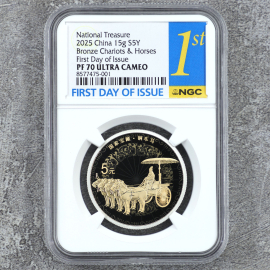 National Treasure
2025 China 15g S5Y
Bronze Chariots & Horses
First Day of Issue
PF 70 ULTRA CAMEO
8577475-001
1st
FIRST DAY OF ISSUE
NGC
5元